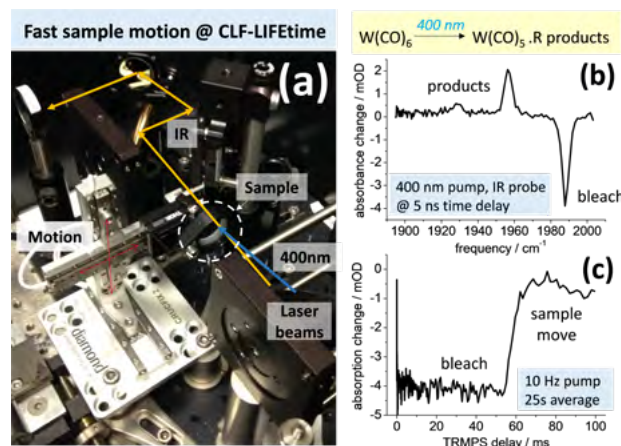 Fast sample motion @ CLF-LIFEtime
(a)
IR
Sample
Motion
400nm
Laser
beams
diamond
CRUCIFIX 2
400 nm
W(CO)6 → W(CO)5 .R products
(b)
absorbance change / mOD
2
1
0
-1
-2
-3
-4
products
400 nm pump, IR probe
@ 5 ns time delay
bleach
1900 1920 1940 1960 1980 2000
frequency / cm-1
(c)
absorption change / mOD
0
-1
-2
-3
-4
-5
bleach
sample
move
10 Hz pump
25s average
0 20 40 60 80 100
TRMPS delay / ms